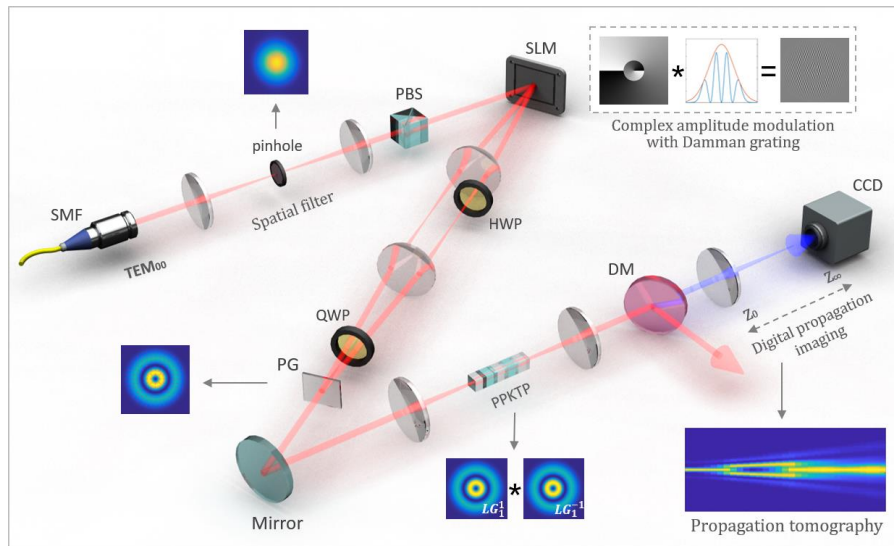 SLM
*
=
Complex amplitude modulation
with Damman grating
PBS
pinhole
SMF
Spatial filter
TEM₀₀
HWP
CCD
DM
Z₀
Z∞
Digital propagation
imaging
QWP
PG
PPKTP
Mirror
LG₁¹ * LG₁⁻¹
Propagation tomography